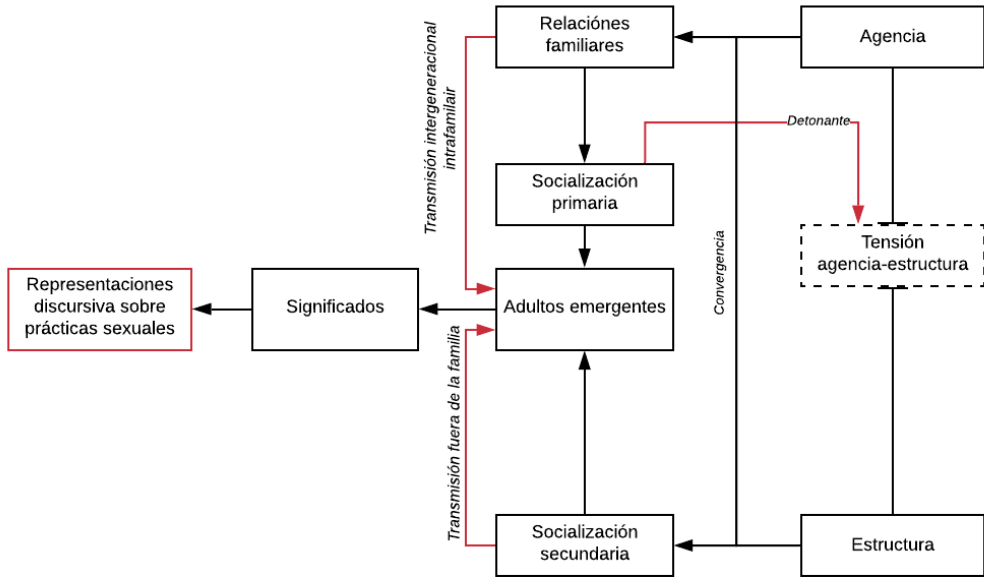 Relaciónes
familiares
Agencia
Transmisión intergeneracional
intrafamilair
Detonante
Socialización
primaria
Tensión
agencia-estructura
Convergencia
Representaciones
discursiva sobre
prácticas sexuales
Significados
Adultos emergentes
Transmisión fuera de la familia
Socialización
secundaria
Estructura